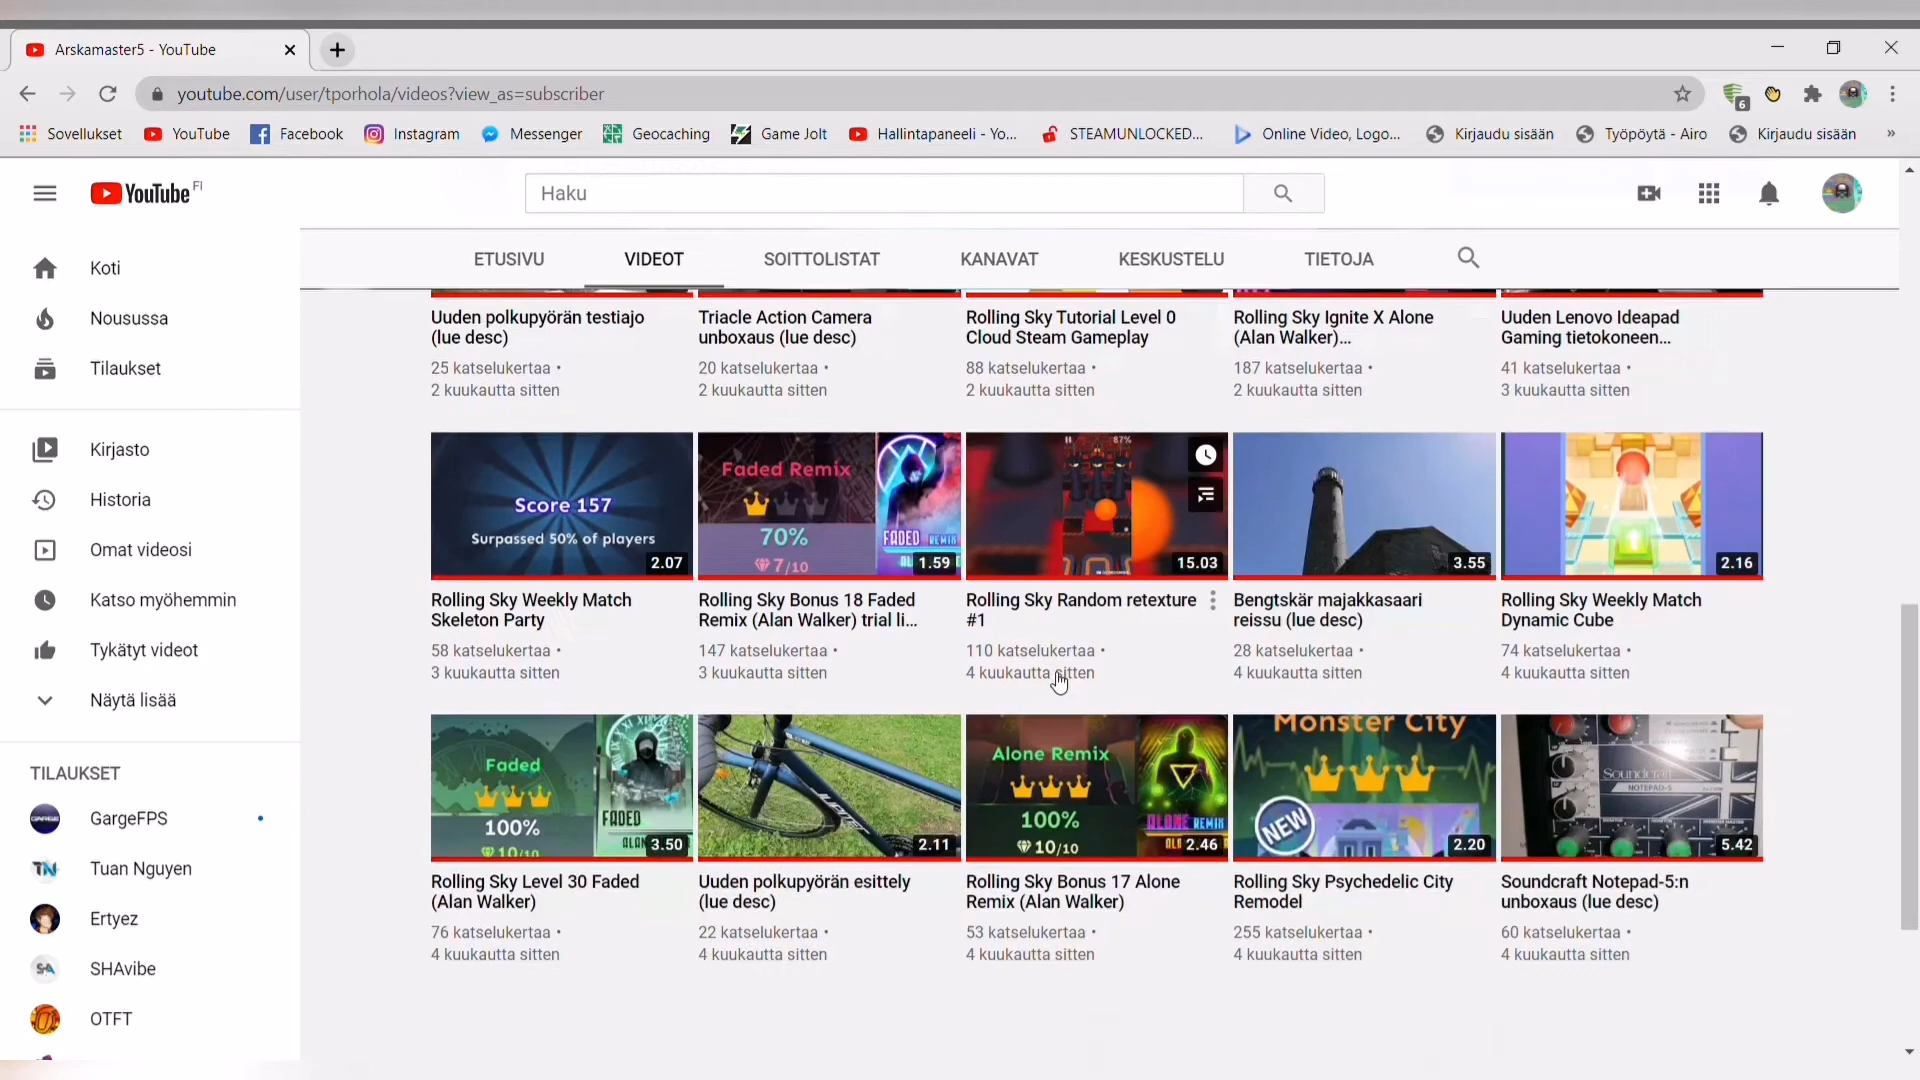 Arskamaster5 - YouTube
youtube.com/user/tporhola/videos?view_as=subscriber
6
Sovellukset YouTube Facebook Instagram Messenger Geocaching Game Jolt Hallintapaneeli - Yo... STEAMUNLOCKED... Online Video, Logo... Kirjaudu sisään Työpöytä - Airo Kirjaudu sisään »
YouTube FI
Haku
ETUSIVU VIDEOT SOITTOLISTAT KANAVAT KESKUSTELU TIETOJA
Koti
Nousussa
Tilaukset
Kirjasto
Historia
Omat videosi
Katso myöhemmin
Tykätyt videot
Näytä lisää
TILAUKSET
GargeFPS
Tuan Nguyen
Ertyez
SHAvibe
OTFT
Uuden polkupyörän testiajo
(lue desc)
25 katselukertaa •
2 kuukautta sitten
Triacle Action Camera
unboxaus (lue desc)
20 katselukertaa •
2 kuukautta sitten
Rolling Sky Tutorial Level 0
Cloud Steam Gameplay
88 katselukertaa •
2 kuukautta sitten
Rolling Sky Ignite X Alone
(Alan Walker)...
187 katselukertaa •
2 kuukautta sitten
Uuden Lenovo Ideapad
Gaming tietokoneen...
41 katselukertaa •
3 kuukautta sitten
Score 157
Surpassed 50% of players
2.07
Rolling Sky Weekly Match
Skeleton Party
58 katselukertaa •
3 kuukautta sitten
Faded Remix
70%
7/10
FADED
REMIX
1.59
Rolling Sky Bonus 18 Faded
Remix (Alan Walker) trial li...
147 katselukertaa •
3 kuukautta sitten
87%
15.03
Rolling Sky Random retexture
#1
110 katselukertaa •
4 kuukautta sitten
3.55
Bengtskär majakkasaari
reissu (lue desc)
28 katselukertaa •
4 kuukautta sitten
2.16
Rolling Sky Weekly Match
Dynamic Cube
74 katselukertaa •
4 kuukautta sitten
Faded
100%
10/10
FADED
3.50
Rolling Sky Level 30 Faded
(Alan Walker)
76 katselukertaa •
4 kuukautta sitten
2.11
Uuden polkupyörän esittely
(lue desc)
22 katselukertaa •
4 kuukautta sitten
Alone Remix
100%
10/10
ALONE REMIX
2.46
Rolling Sky Bonus 17 Alone
Remix (Alan Walker)
53 katselukertaa •
4 kuukautta sitten
Monster City
NEW
2.20
Rolling Sky Psychedelic City
Remodel
255 katselukertaa •
4 kuukautta sitten
Soundcraft
NOTEPAD-5
5.42
Soundcraft Notepad-5:n
unboxaus (lue desc)
60 katselukertaa •
4 kuukautta sitten